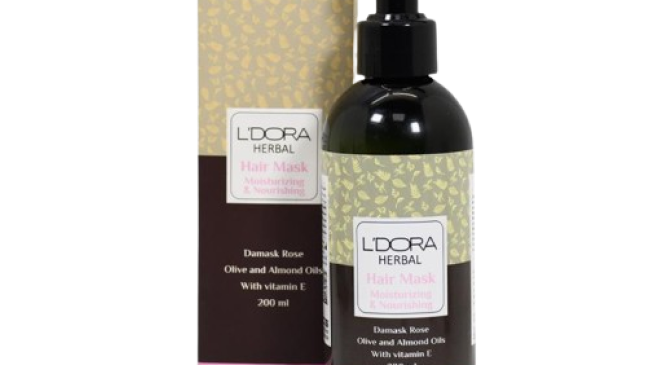 L'DORA
HERBAL
Hair Mask
Moisturizing
& Nourishing
Damask Rose
Olive and Almond Oils
With vitamin E
200 ml
L'DORA
HERBAL
Hair Mask
Moisturizing
& Nourishing
Damask Rose
Olive and Almond Oils
With vitamin E